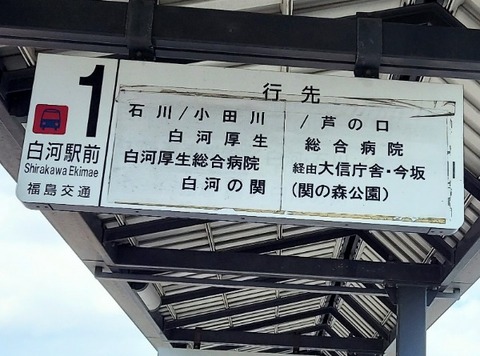 1
白河駅前
Shirakawa Ekimae
福島交通
行先
石川/小田川/芦の口
白河厚生総合病院
白河厚生総合病院 経由大信庁舎・今坂
白河の関(関の森公園)